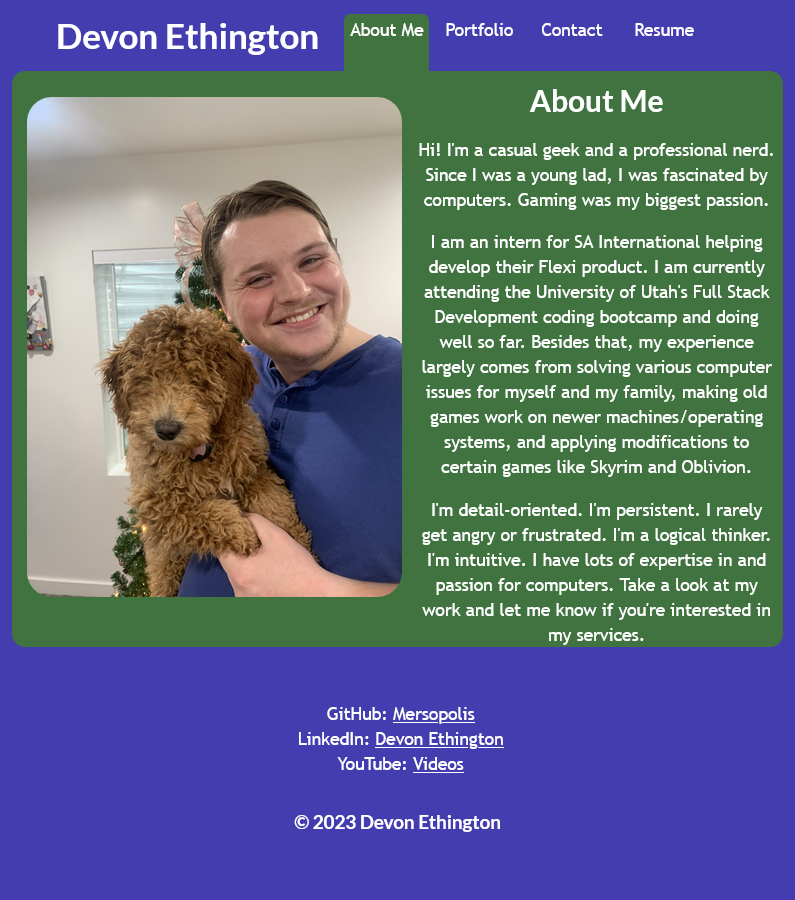 Devon Ethington
About Me
Portfolio
Contact
Resume
About Me
Hi! I'm a casual geek and a professional nerd.
Since I was a young lad, I was fascinated by
computers. Gaming was my biggest passion.
I am an intern for SA International helping
develop their Flexi product. I am currently
attending the University of Utah's Full Stack
Development coding bootcamp and doing
well so far. Besides that, my experience
largely comes from solving various computer
issues for myself and my family, making old
games work on newer machines/operating
systems, and applying modifications to
certain games like Skyrim and Oblivion.
I'm detail-oriented. I'm persistent. I rarely
get angry or frustrated. I'm a logical thinker.
I'm intuitive. I have lots of expertise in and
passion for computers. Take a look at my
work and let me know if you're interested in
my services.
GitHub: Mersopolis
LinkedIn: Devon Ethington
YouTube: Videos
© 2023 Devon Ethington